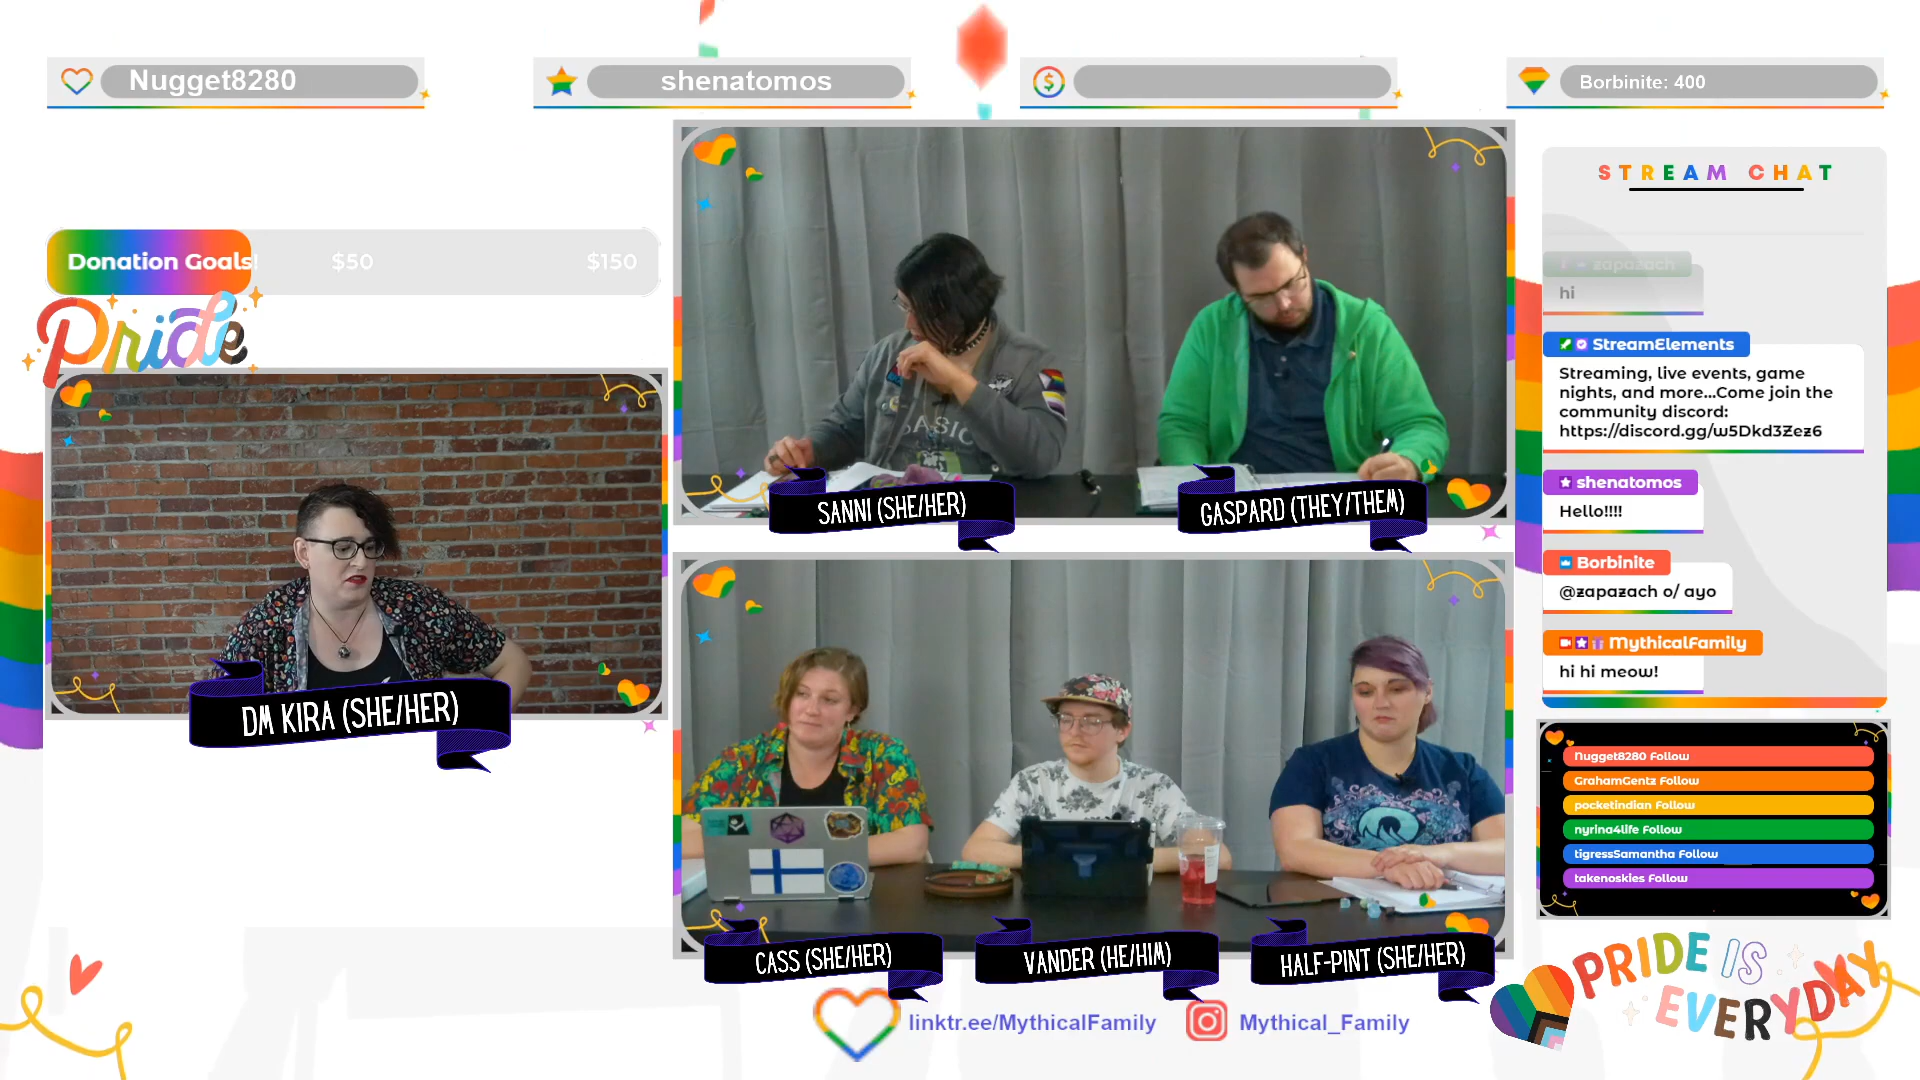 Nugget8280
shenatomos
Borbinite: 400
Donation Goals!
$50
$150
Pride
DM KIRA (SHE/HER)
SANNI (SHE/HER)
GASPARD (THEY/THEM)
CASS (SHE/HER)
VANDER (HE/HIM)
HALF-PINT (SHE/HER)
STREAM CHAT
zapazach
hi
StreamElements
Streaming, live events, game
nights, and more...Come join the
community discord:
https://discord.gg/w5Dkd3Zez6
shenatomos
Hello!!!!
Borbinite
@zapazach o/ ayo
MythicalFamily
hi hi meow!
Nugget8280 Follow
GrahamGentz Follow
pocketindian Follow
nyrina4life Follow
tigressSamantha Follow
takenoskies Follow
PRIDE IS
EVERYDAY
linktr.ee/MythicalFamily
Mythical_Family